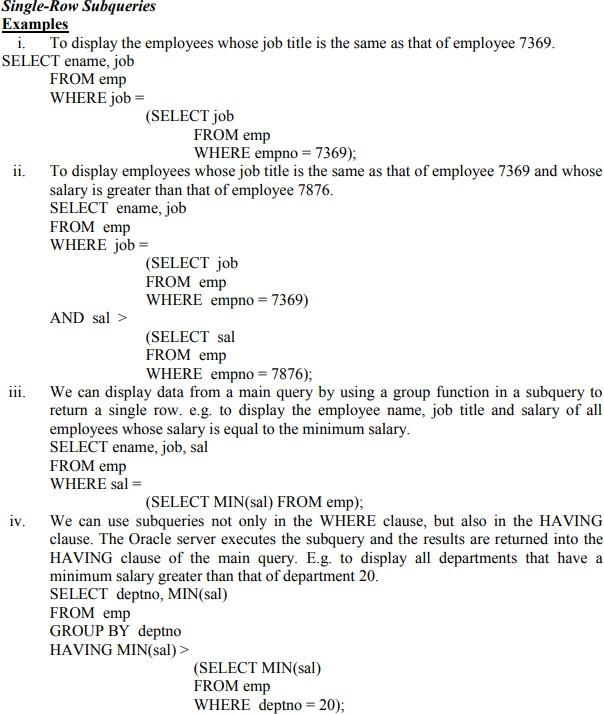 Single-Row Subqueries
Examples
i. To display the employees whose job title is the same as that of employee 7369.
SELECT ename, job
FROM emp
WHERE job =
(SELECT job
FROM emp
WHERE empno = 7369);
ii. To display employees whose job title is the same as that of employee 7369 and whose
salary is greater than that of employee 7876.
SELECT ename, job
FROM emp
WHERE job =
(SELECT job
FROM emp
WHERE empno = 7369)
AND sal >
(SELECT sal
FROM emp
WHERE empno = 7876);
iii. We can display data from a main query by using a group function in a subquery to
return a single row. e.g. to display the employee name, job title and salary of all
employees whose salary is equal to the minimum salary.
SELECT ename, job, sal
FROM emp
WHERE sal =
(SELECT MIN(sal) FROM emp);
iv. We can use subqueries not only in the WHERE clause, but also in the HAVING
clause. The Oracle server executes the subquery and the results are returned into the
HAVING clause of the main query. E.g. to display all departments that have a
minimum salary greater than that of department 20.
SELECT deptno, MIN(sal)
FROM emp
GROUP BY deptno
HAVING MIN(sal) >
(SELECT MIN(sal)
FROM emp
WHERE deptno = 20);